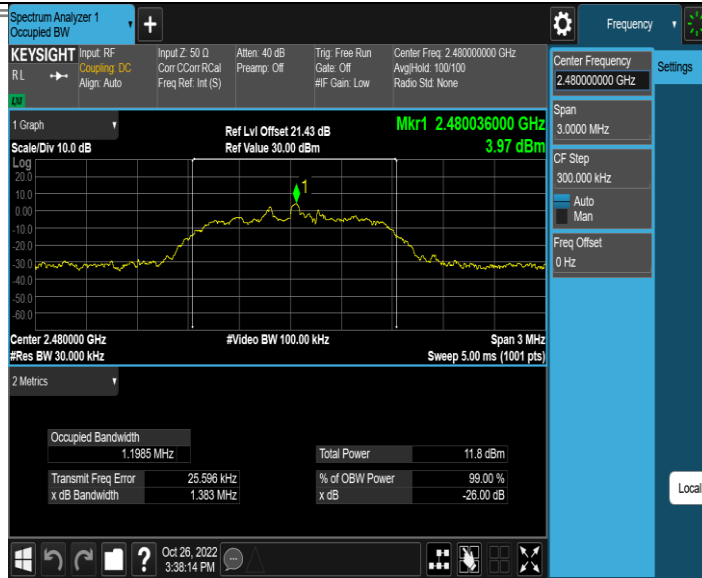 Spectrum Analyzer 1
Occupied BW
Frequency
KEYSIGHT
RL
LXI
Input: RF
Coupling: DC
Align: Auto
Input Z: 50 Ω
Corr CCorr RCal
Freq Ref: Int (S)
Atten: 40 dB
Preamp: Off
Trig: Free Run
Gate: Off
#IF Gain: Low
Center Freq: 2.480000000 GHz
Avg|Hold: 100/100
Radio Std: None
Center Frequency
2.480000000 GHz
Settings
Span
3.0000 MHz
CF Step
300.000 kHz
Auto
Man
Freq Offset
0 Hz
Local
1 Graph
Scale/Div 10.0 dB
Ref Lvl Offset 21.43 dB
Ref Value 30.00 dBm
Mkr1 2.480036000 GHz
3.97 dBm
Log
20.0
10.0
0.00
-10.0
-20.0
-30.0
-40.0
-50.0
-60.0
1
Center 2.480000 GHz
#Video BW 100.00 kHz
Span 3 MHz
#Res BW 30.000 kHz
Sweep 5.00 ms (1001 pts)
2 Metrics
Occupied Bandwidth
1.1985 MHz
Total Power 11.8 dBm
Transmit Freq Error 25.596 kHz
% of OBW Power 99.00 %
x dB Bandwidth 1.383 MHz
x dB -26.00 dB
?
Oct 26, 2022
3:38:14 PM